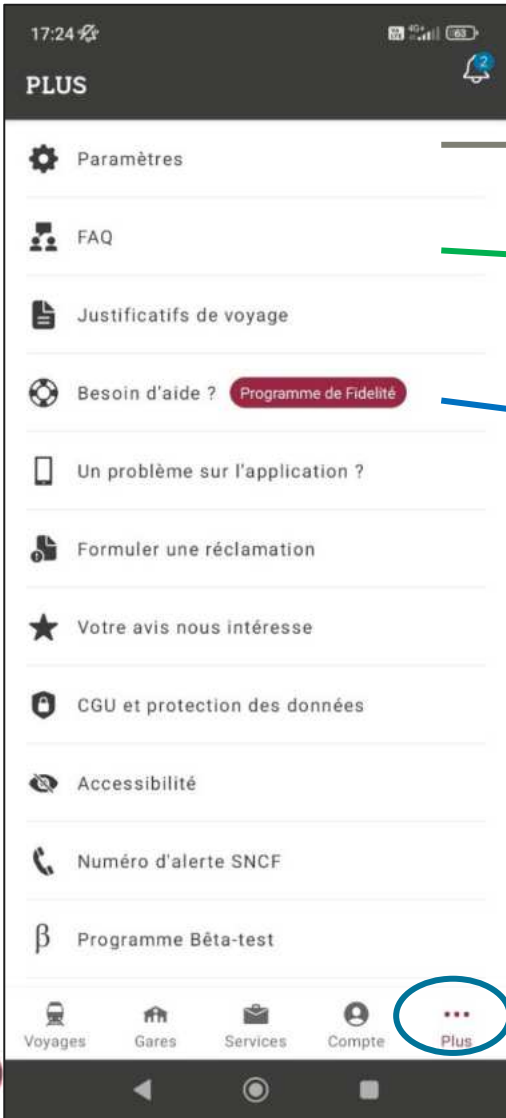 17:24 4G+ 63
PLUS 2
Paramètres
FAQ
Justificatifs de voyage
Besoin d'aide ? Programme de Fidelité
Un problème sur l'application ?
Formuler une réclamation
Votre avis nous intéresse
CGU et protection des données
Accessibilité
Numéro d'alerte SNCF
β Programme Bêta-test
Voyages Gares Services Compte Plus